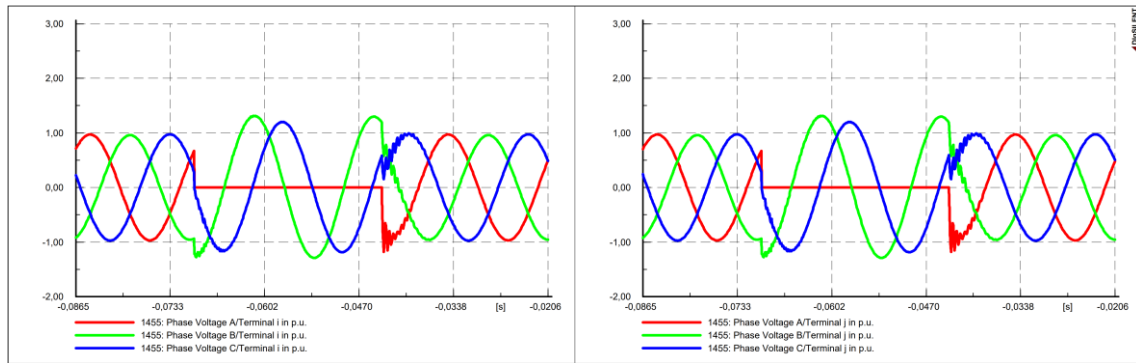 3,00
2,00
1,00
0,00
-1,00
-2,00
-0,0865 -0,0733 -0,0602 -0,0470 -0,0338 [s] -0,0206
1455: Phase Voltage A/Terminal i in p.u.
1455: Phase Voltage B/Terminal i in p.u.
1455: Phase Voltage C/Terminal i in p.u.
3,00
2,00
1,00
0,00
-1,00
-2,00
-0,0865 -0,0733 -0,0602 -0,0470 -0,0338 [s] -0,0206
1455: Phase Voltage A/Terminal j in p.u.
1455: Phase Voltage B/Terminal j in p.u.
1455: Phase Voltage C/Terminal j in p.u.
DIgSILENT